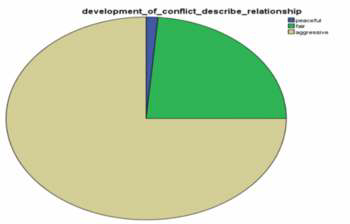 development_of_conflict_describe_relationship
peaceful
fair
aggressive